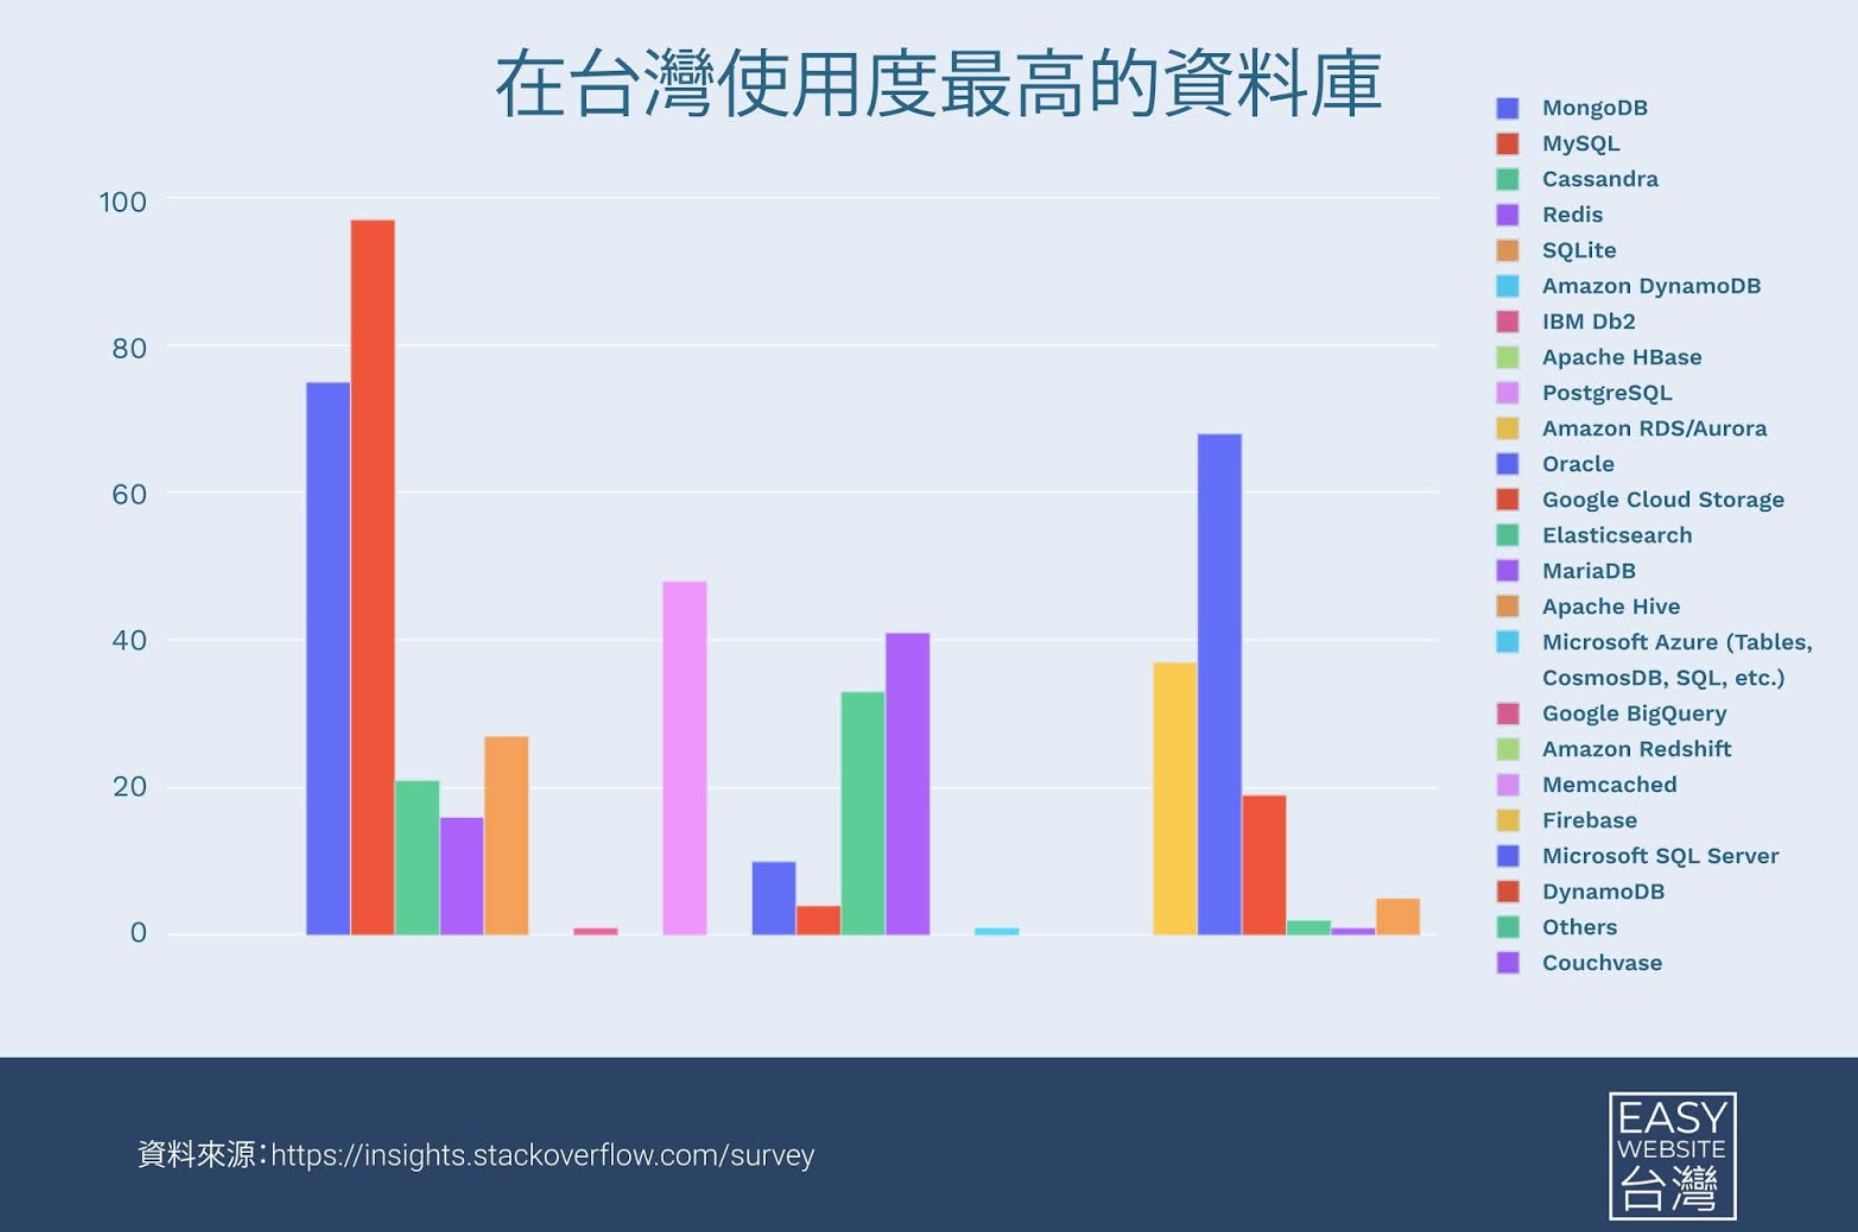 在台灣使用度最高的資料庫
100
80
60
40
20
0
MongoDB
MySQL
Cassandra
Redis
SQLite
Amazon DynamoDB
IBM Db2
Apache HBase
PostgreSQL
Amazon RDS/Aurora
Oracle
Google Cloud Storage
Elasticsearch
MariaDB
Apache Hive
Microsoft Azure (Tables,
CosmosDB, SQL, etc.)
Google BigQuery
Amazon Redshift
Memcached
Firebase
Microsoft SQL Server
DynamoDB
Others
Couchvase
資料來源：https://insights.stackoverflow.com/survey
EASY
WEBSITE
台灣